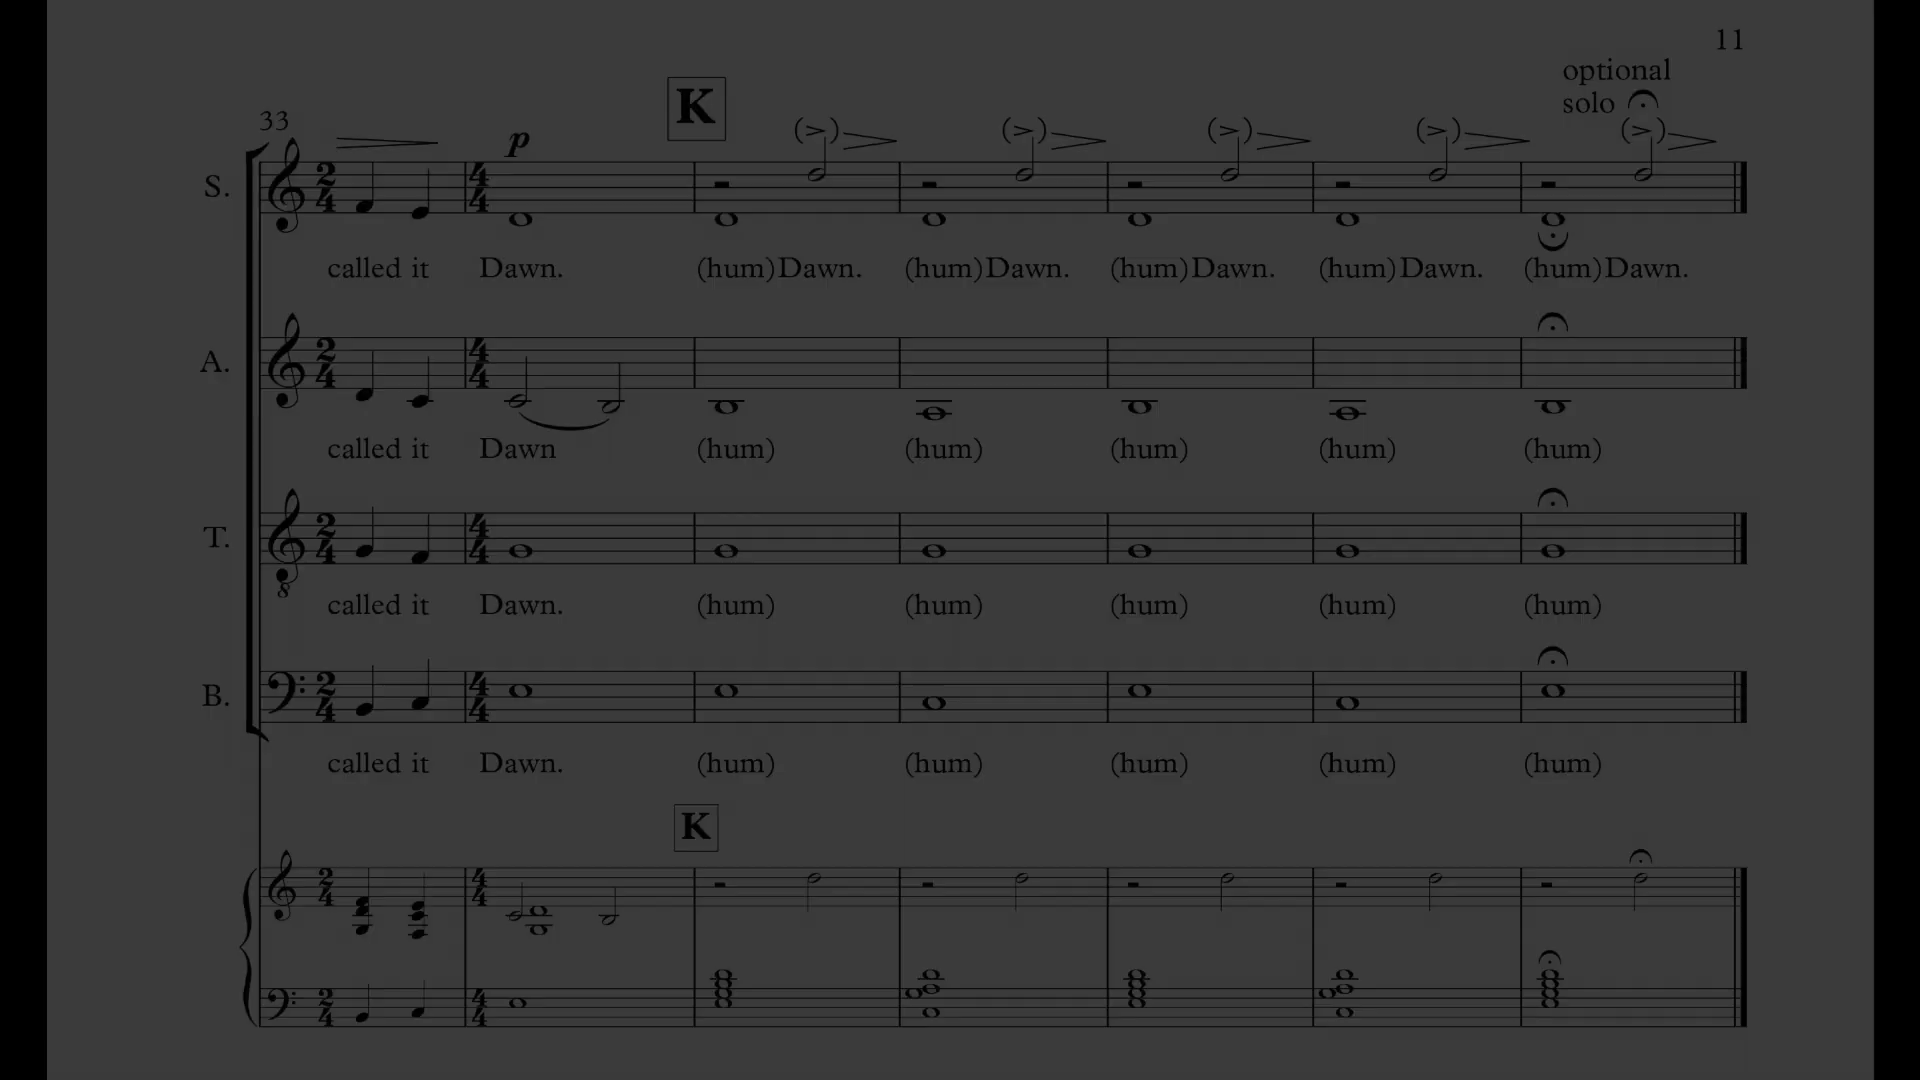 11
optional
solo
K
33
p
S.
called it Dawn. (hum) Dawn. (hum) Dawn. (hum) Dawn. (hum) Dawn. (hum) Dawn.
A.
called it Dawn (hum) (hum) (hum) (hum) (hum)
T.
8
called it Dawn. (hum) (hum) (hum) (hum) (hum)
B.
called it Dawn. (hum) (hum) (hum) (hum) (hum)
K